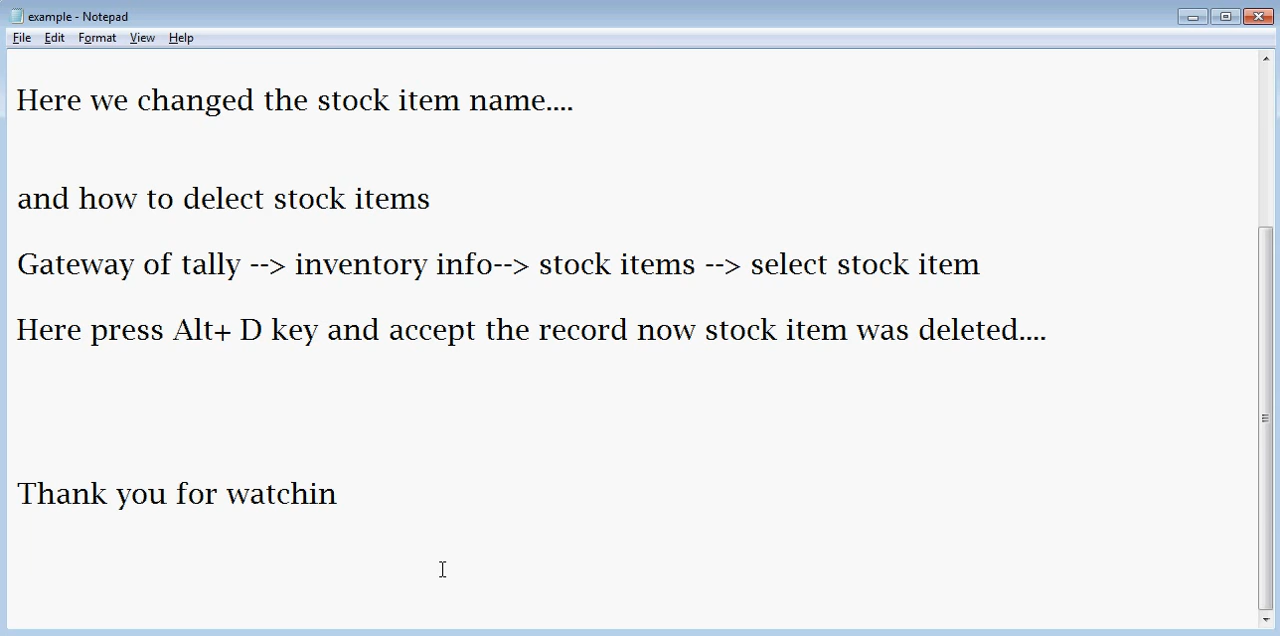 example - Notepad
File Edit Format View Help
Here we changed the stock item name....
and how to delect stock items
Gateway of tally --> inventory info--> stock items --> select stock item
Here press Alt+ D key and accept the record now stock item was deleted....
Thank you for watchin